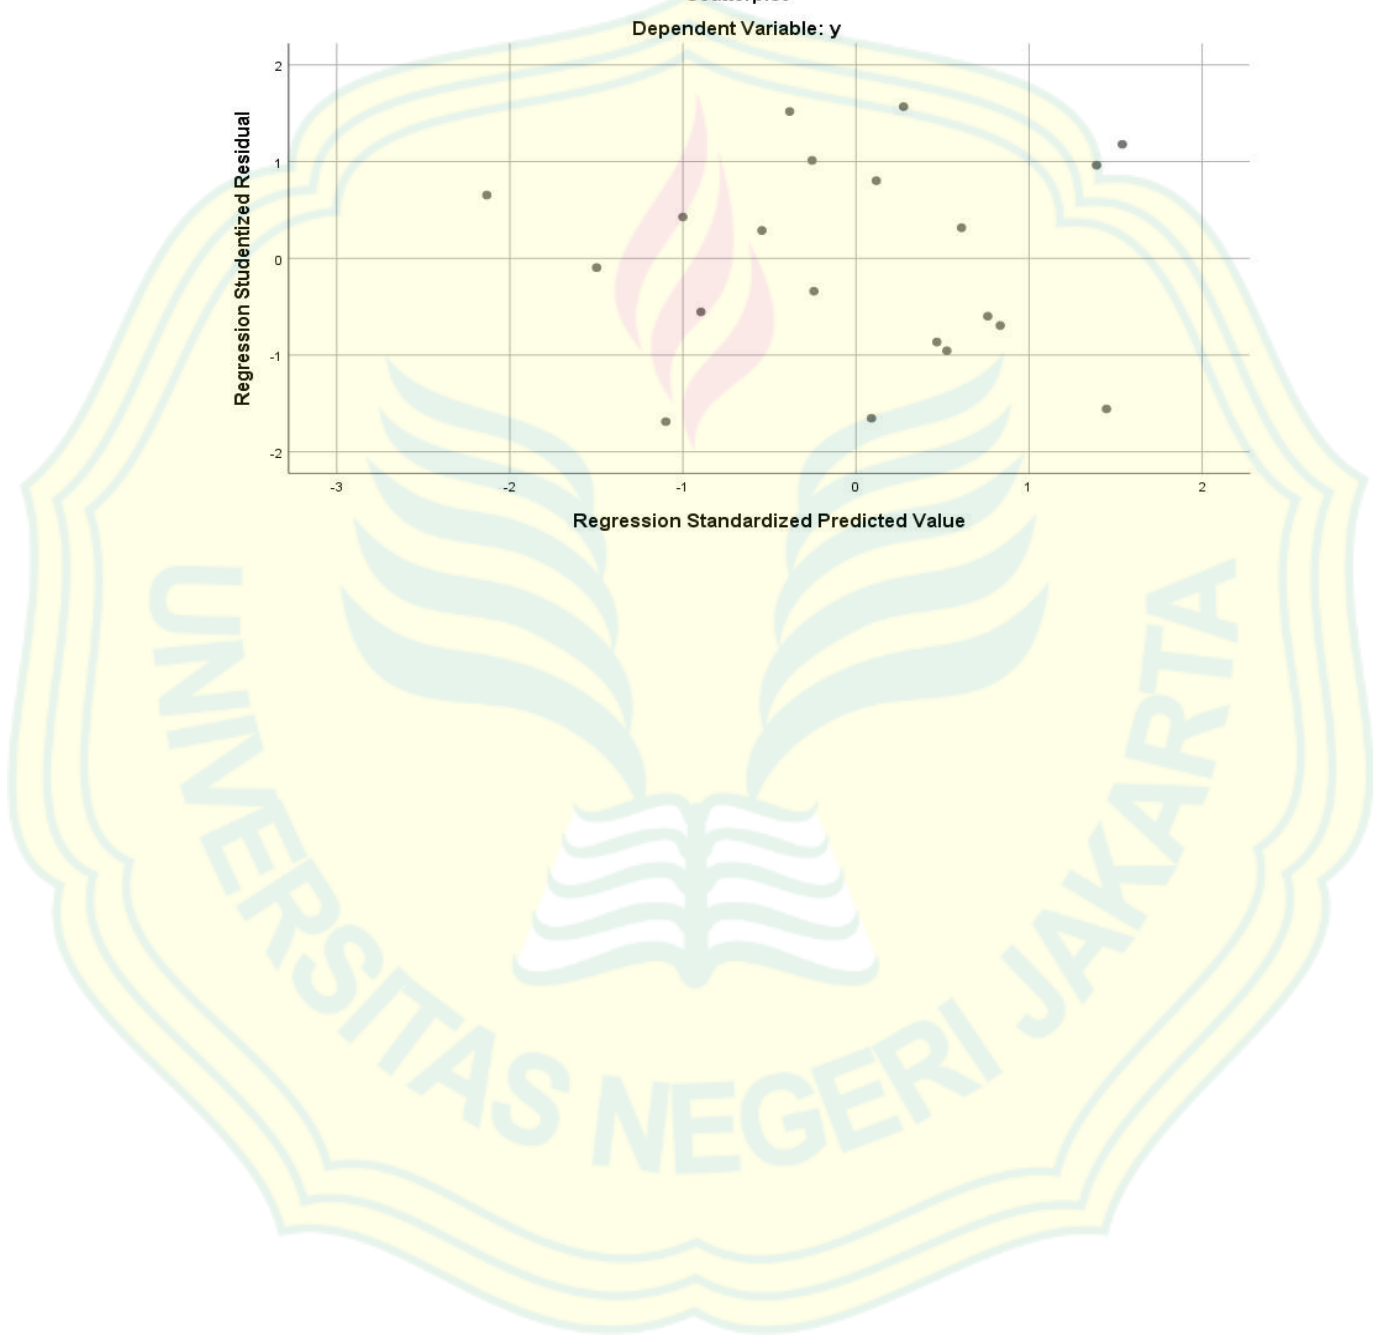 Dependent Variable: y
Regression Studentized Residual
2
1
0
-1
-2
-3 -2 -1 0 1 2
Regression Standardized Predicted Value
UNIVERSITAS NEGERI JAKARTA